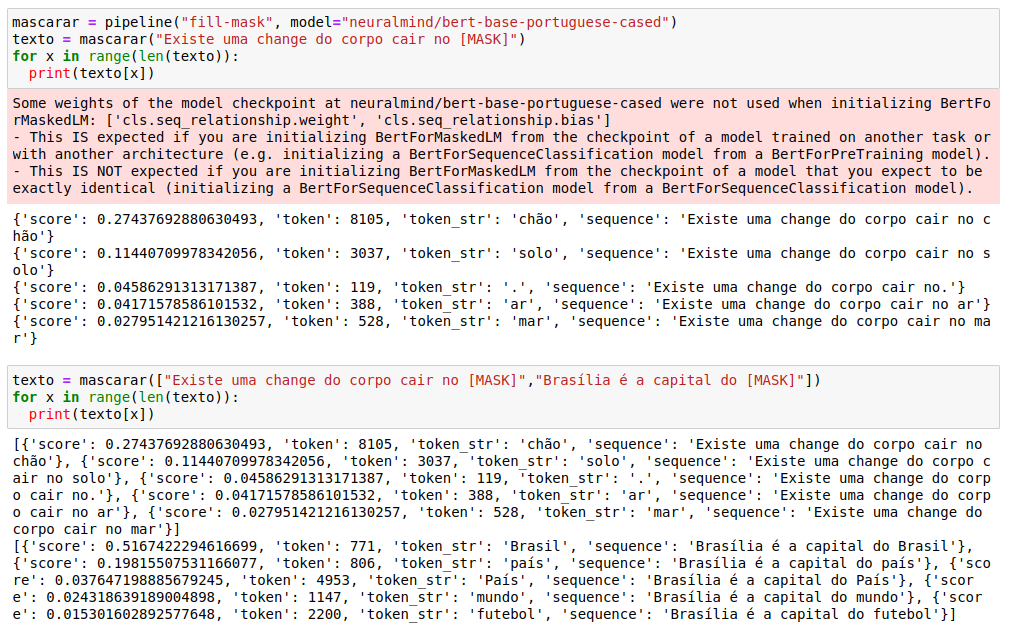 mascarar = pipeline("fill-mask", model="neuralmind/bert-base-portuguese-cased")
texto = mascarar("Existe uma change do corpo cair no [MASK]")
for x in range(len(texto)):
  print(texto[x])
Some weights of the model checkpoint at neuralmind/bert-base-portuguese-cased were not used when initializing BertFo
rMaskedLM: ['cls.seq_relationship.weight', 'cls.seq_relationship.bias']
- This IS expected if you are initializing BertForMaskedLM from the checkpoint of a model trained on another task or
with another architecture (e.g. initializing a BertForSequenceClassification model from a BertForPreTraining model).
- This IS NOT expected if you are initializing BertForMaskedLM from the checkpoint of a model that you expect to be
exactly identical (initializing a BertForSequenceClassification model from a BertForSequenceClassification model).
{'score': 0.27437692880630493, 'token': 8105, 'token_str': 'chão', 'sequence': 'Existe uma change do corpo cair no c
hão'}
{'score': 0.11440709978342056, 'token': 3037, 'token_str': 'solo', 'sequence': 'Existe uma change do corpo cair no s
olo'}
{'score': 0.04586291313171387, 'token': 119, 'token_str': '.', 'sequence': 'Existe uma change do corpo cair no.'}
{'score': 0.04171578586101532, 'token': 388, 'token_str': 'ar', 'sequence': 'Existe uma change do corpo cair no ar'}
{'score': 0.027951421216130257, 'token': 528, 'token_str': 'mar', 'sequence': 'Existe uma change do corpo cair no ma
r'}
texto = mascarar(["Existe uma change do corpo cair no [MASK]","Brasília é a capital do [MASK]"])
for x in range(len(texto)):
  print(texto[x])
[{'score': 0.27437692880630493, 'token': 8105, 'token_str': 'chão', 'sequence': 'Existe uma change do corpo cair no
chão'}, {'score': 0.11440709978342056, 'token': 3037, 'token_str': 'solo', 'sequence': 'Existe uma change do corpo c
air no solo'}, {'score': 0.04586291313171387, 'token': 119, 'token_str': '.', 'sequence': 'Existe uma change do corp
o cair no.'}, {'score': 0.04171578586101532, 'token': 388, 'token_str': 'ar', 'sequence': 'Existe uma change do corp
o cair no ar'}, {'score': 0.027951421216130257, 'token': 528, 'token_str': 'mar', 'sequence': 'Existe uma change do
corpo cair no mar'}]
[{'score': 0.5167422294616699, 'token': 771, 'token_str': 'Brasil', 'sequence': 'Brasília é a capital do Brasil'},
{'score': 0.19815507531166077, 'token': 806, 'token_str': 'país', 'sequence': 'Brasília é a capital do país'}, {'sco
re': 0.037647198885679245, 'token': 4953, 'token_str': 'País', 'sequence': 'Brasília é a capital do País'}, {'scor
e': 0.024318639189004898, 'token': 1147, 'token_str': 'mundo', 'sequence': 'Brasília é a capital do mundo'}, {'scor
e': 0.015301602892577648, 'token': 2200, 'token_str': 'futebol', 'sequence': 'Brasília é a capital do futebol'}]